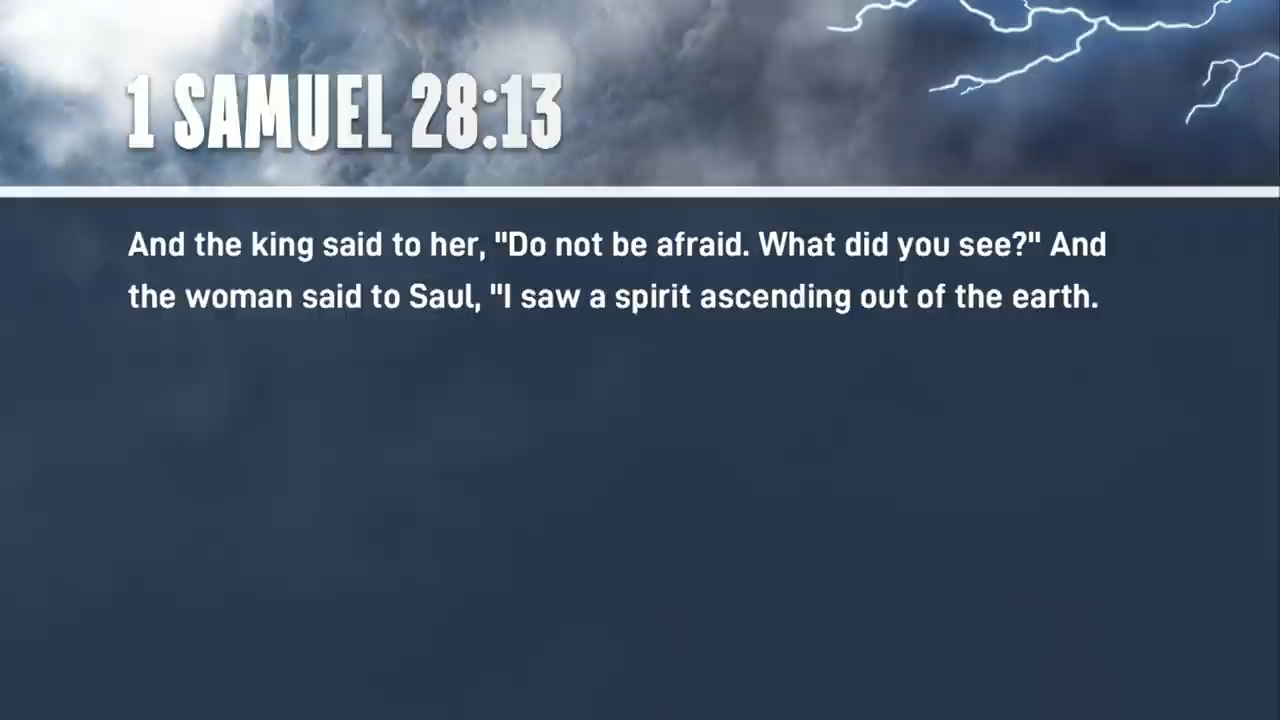 1 SAMUEL 28:13
And the king said to her, "Do not be afraid. What did you see?" And
the woman said to Saul, "I saw a spirit ascending out of the earth.